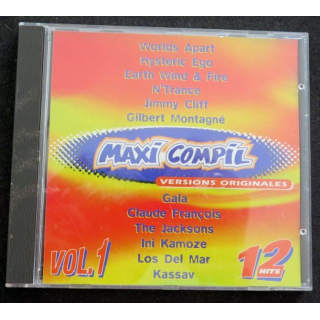 Worlds Apart
Hysteric Ego
Earth Wind & Fire
N'Trance
Jimmy Cliff
Gilbert Montagné
MAXI COMPIL
VERSIONS ORIGINALES
Gala
Claude François
The Jacksons
Ini Kamoze
Los Del Mar
Kassav
VOL.1
12
HITS